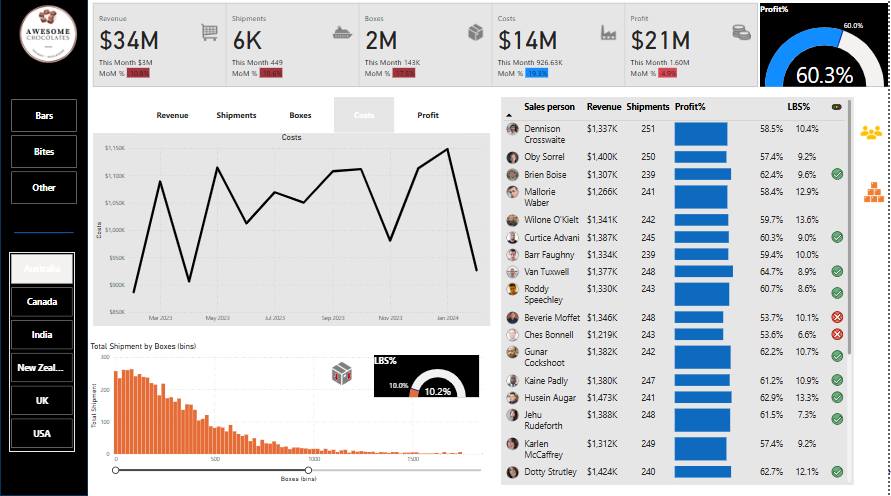 AWESOME
CHOCOLATES
Bars
Bites
Other
Australia
Canada
India
New Zeal...
UK
USA
Revenue
$34M
This Month $3M
MoM %
Shipments
6K
This Month 449
MoM %
Boxes
2M
This Month 143K
MoM %
Costs
$14M
This Month 926.63K
MoM % 19.3%
Profit
$21M
This Month 1.60M
MoM % 4.9%
Profit%
60.0%
60.3%
Revenue Shipments Boxes Costs Profit
Costs
$1,150K
$1,100K
$1,050K
$1,000K
$950K
$900K
$850K
Costs
Mar 2023 May 2023 Jul 2023 Sep 2023 Nov 2023 Jan 2024
Total Shipment by Boxes (bins)
300
200
100
0
Total Shipment
0 500 1000 1500
Boxes (bins)
LBS%
10.0%
10.2%
Sales person Revenue Shipments Profit% LBS%
Dennison
Crosswaite $1,337K 251 58.5% 10.4%
Oby Sorrel $1,400K 250 57.4% 9.2%
Brien Boise $1,307K 239 62.4% 9.6%
Mallorie
Waber $1,266K 241 58.4% 12.9%
Wilone O'Kielt $1,341K 242 59.7% 13.6%
Curtice Advani $1,387K 245 60.3% 9.0%
Barr Faughny $1,334K 239 59.4% 10.0%
Van Tuxwell $1,377K 248 64.7% 8.9%
Roddy
Speechley $1,330K 243 60.7% 8.6%
Beverie Moffet $1,346K 248 53.7% 10.1%
Ches Bonnell $1,219K 243 53.6% 6.6%
Gunar
Cockshoot $1,382K 242 62.2% 10.7%
Kaine Padly $1,380K 247 61.2% 10.9%
Husein Augar $1,473K 241 62.9% 13.3%
Jehu
Rudeforth $1,388K 248 61.5% 7.3%
Karlen
McCaffrey $1,312K 249 57.4% 9.2%
Dotty Strutley $1,424K 240 62.7% 12.1%